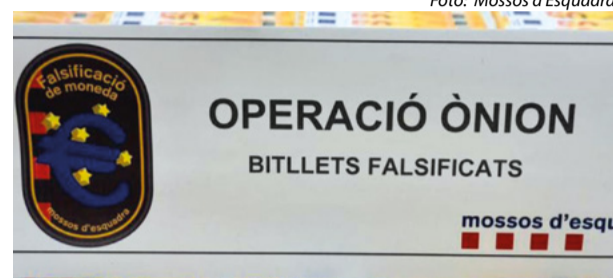 Foto: Mossos d'Esquadra
Falsificació
de moneda
mossos d'esquadra
OPERACIÓ ÒNION
BITLLETS FALSIFICATS
mossos d'esqu